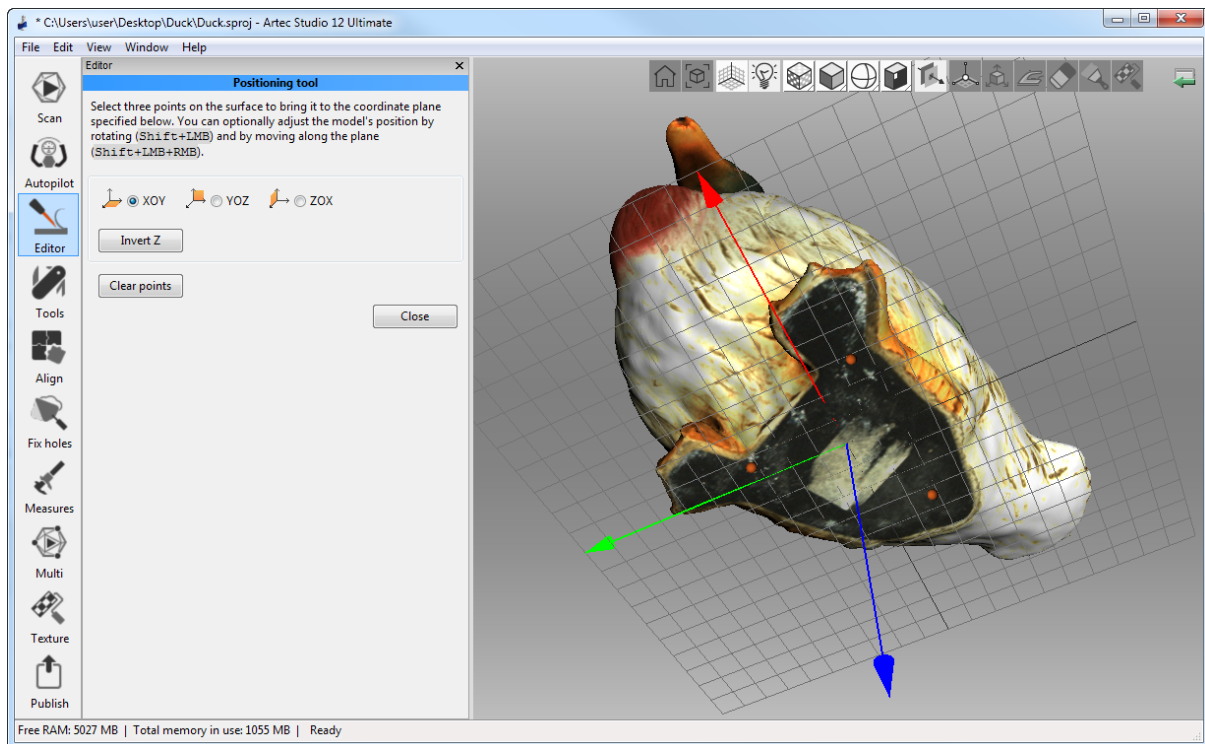 * C:\Users\user\Desktop\Duck\Duck.sproj - Artec Studio 12 Ultimate
File Edit View Window Help
Editor
Positioning tool
Select three points on the surface to bring it to the coordinate plane
specified below. You can optionally adjust the model's position by
rotating (Shift+LMB) and by moving along the plane
(Shift+LMB+RMB).
XOY YOZ ZOX
Invert Z
Clear points
Close
Scan
Autopilot
Editor
Tools
Align
Fix holes
Measures
Multi
Texture
Publish
Free RAM: 5027 MB | Total memory in use: 1055 MB | Ready